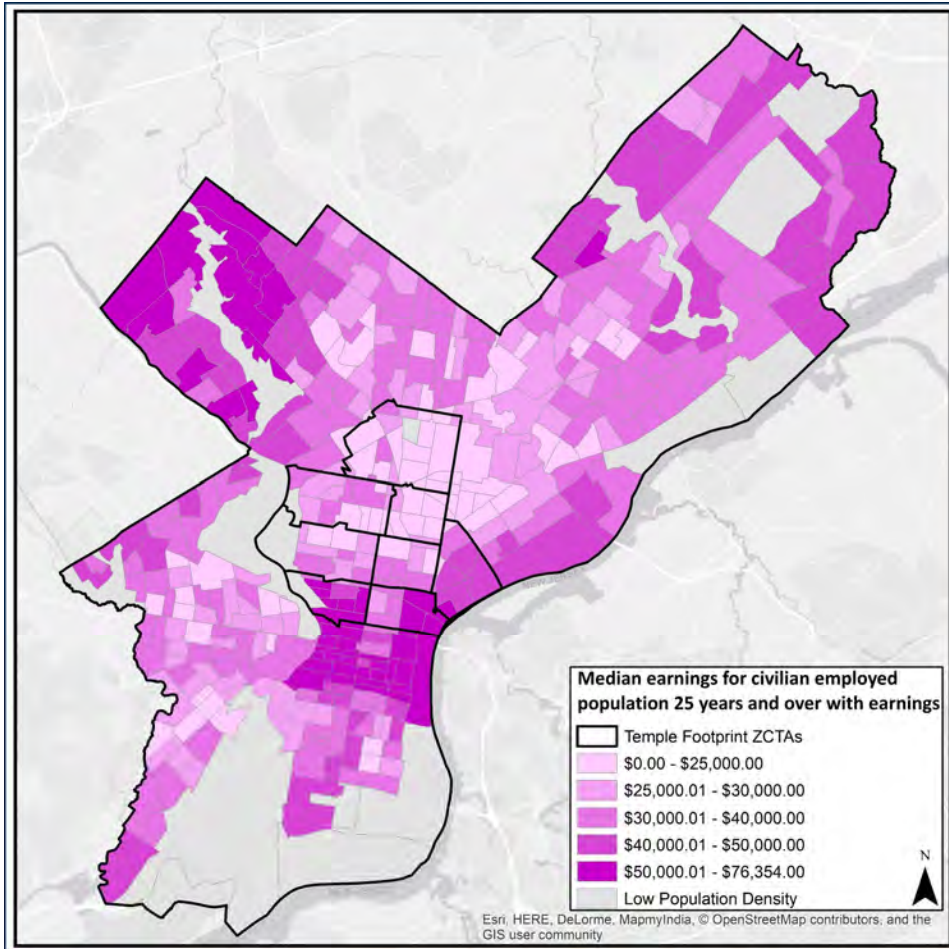 NEW JERSEY
Median earnings for civilian employed
population 25 years and over with earnings
Temple Footprint ZCTAs
$0.00 - $25,000.00
$25,000.01 - $30,000.00
$30,000.01 - $40,000.00
$40,000.01 - $50,000.00
$50,000.01 - $76,354.00
Low Population Density
N
Esri, HERE, DeLorme, MapmyIndia, © OpenStreetMap contributors, and the
GIS user community